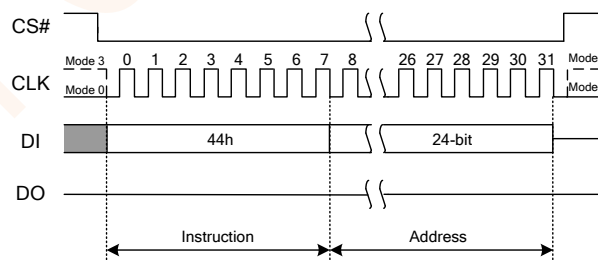 CS#
Mode 3 0 1 2 3 4 5 6 7 8 26 27 28 29 30 31 Mode
CLK Mode 0 Mode
DI 44h 24-bit
DO
Instruction Address